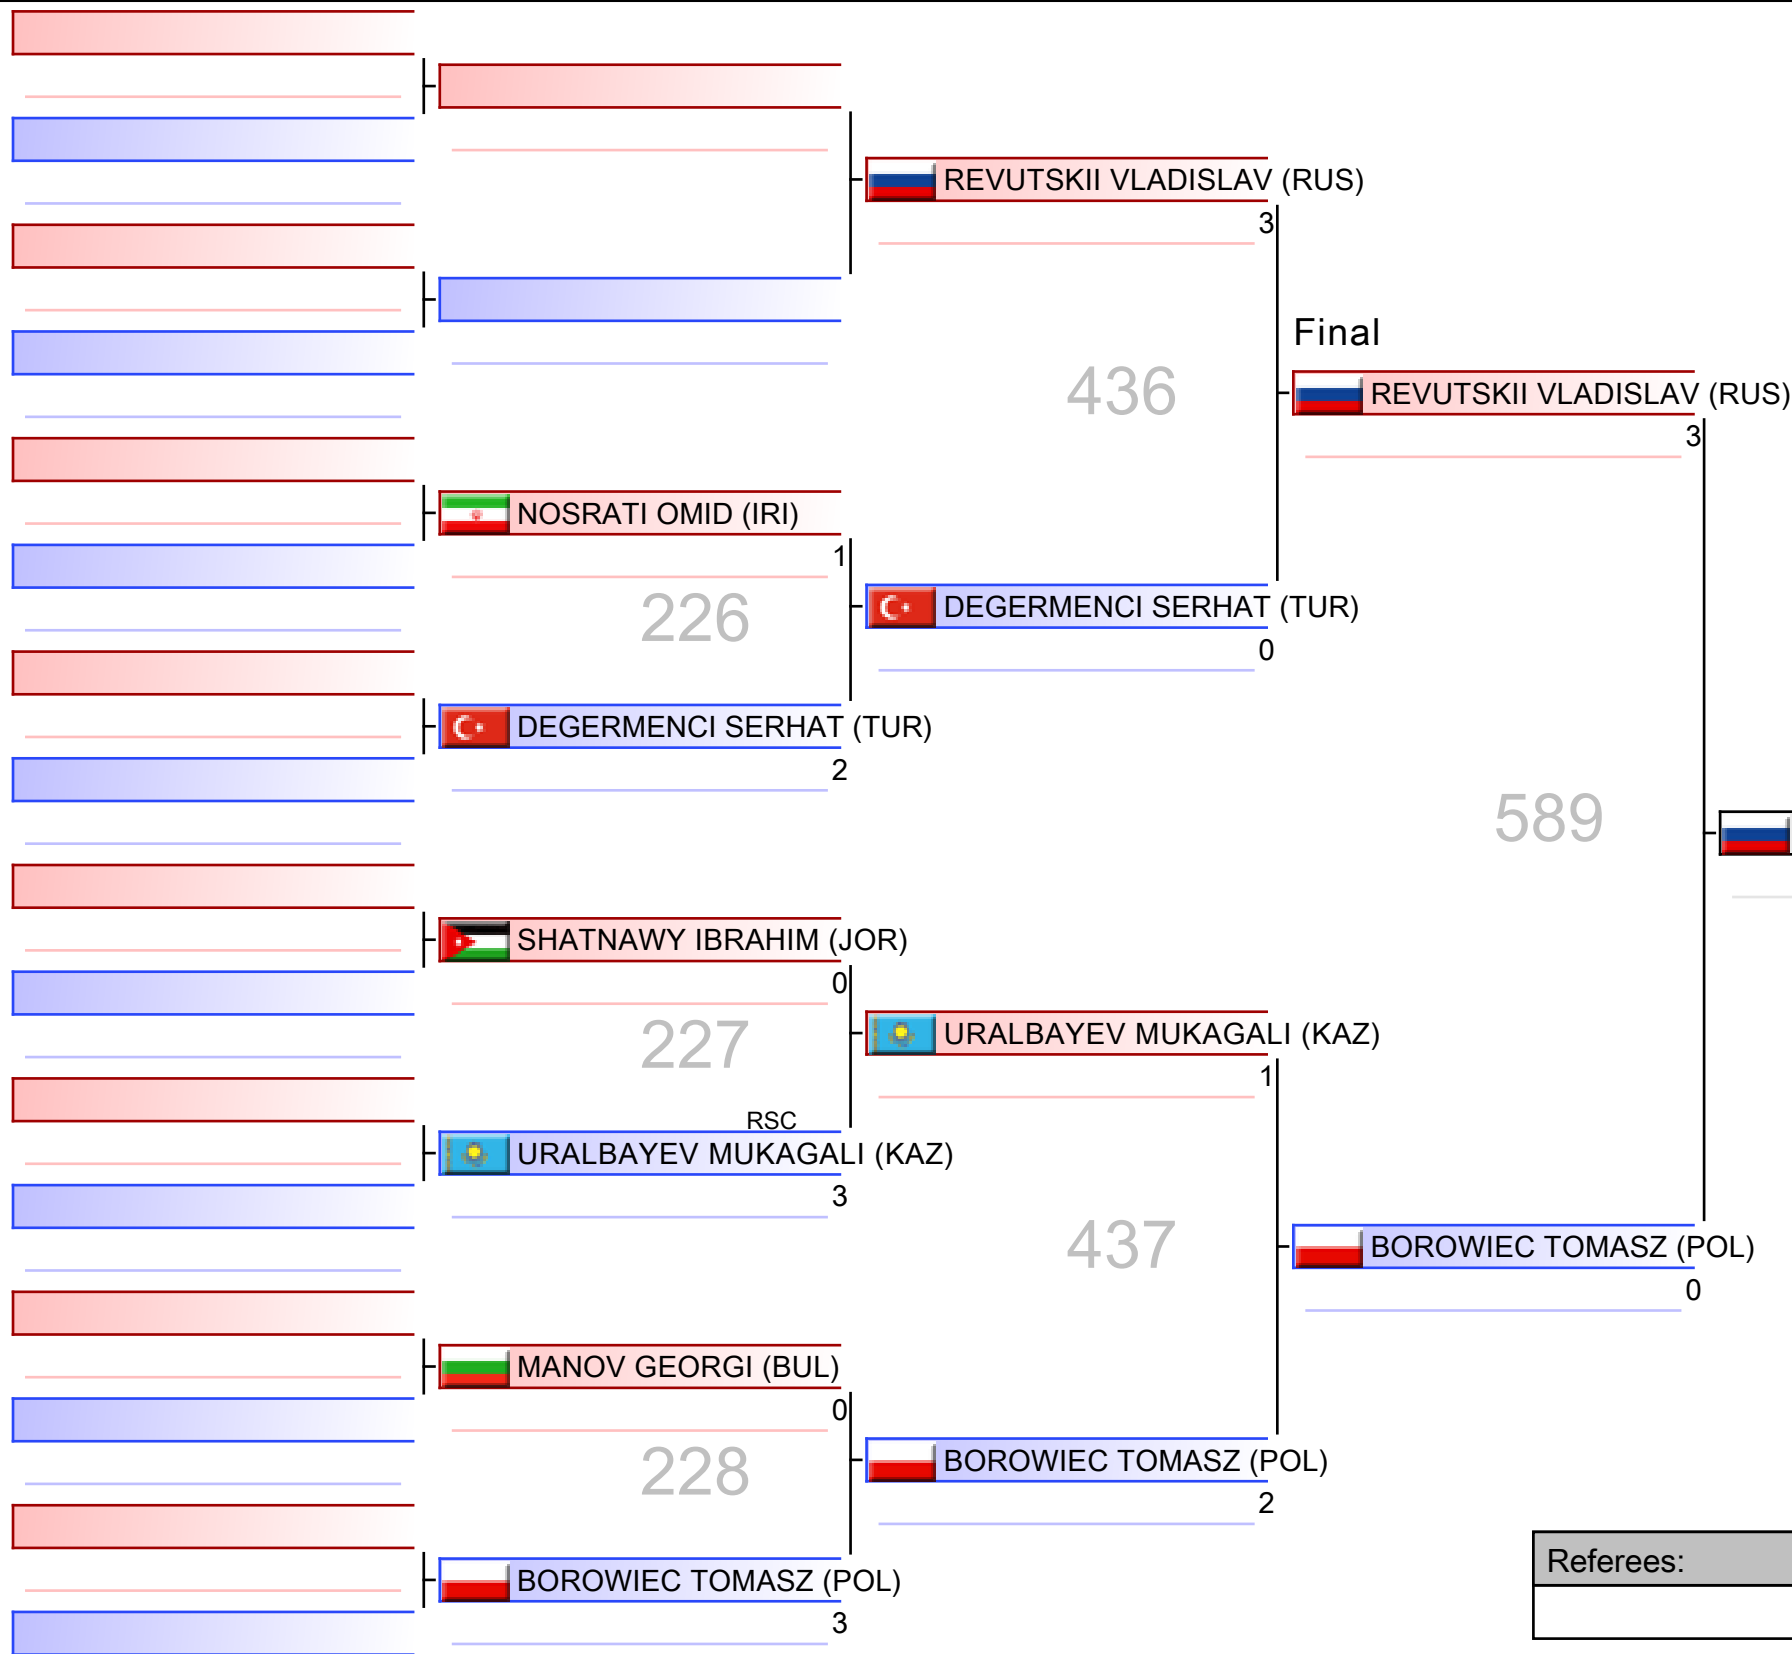 REVUTSKII VLADISLAV (RUS)
3
Final
436
REVUTSKII VLADISLAV (RUS)
3
NOSRATI OMID (IRI)
1
226
DEGERMENCI SERHAT (TUR)
0
DEGERMENCI SERHAT (TUR)
2
589
SHATNAWY IBRAHIM (JOR)
0
227
URALBAYEV MUKAGALI (KAZ)
1
RSC
URALBAYEV MUKAGALI (KAZ)
3
437
BOROWIEC TOMASZ (POL)
0
MANOV GEORGI (BUL)
0
228
BOROWIEC TOMASZ (POL)
2
Referees:
BOROWIEC TOMASZ (POL)
3